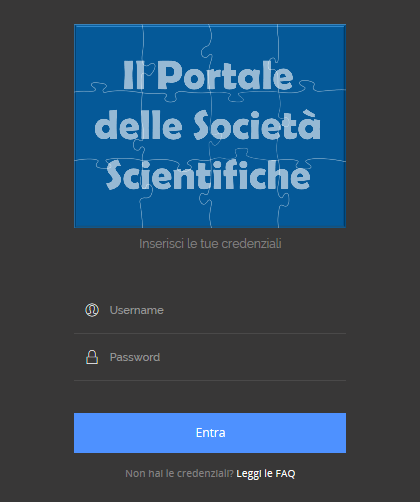 Il Portale
delle Società
Scientifiche
Inserisci le tue credenziali
Username
Password
Entra
Non hai le credenziali? Leggi le FAQ